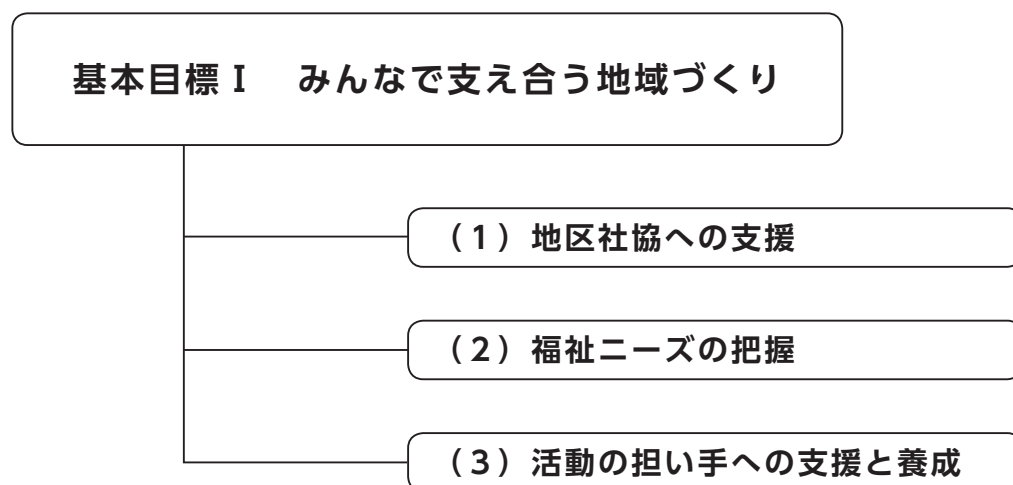 基本目標Ⅰ　みんなで支え合う地域づくり
（１）地区社協への支援
（２）福祉ニーズの把握
（３）活動の担い手への支援と養成